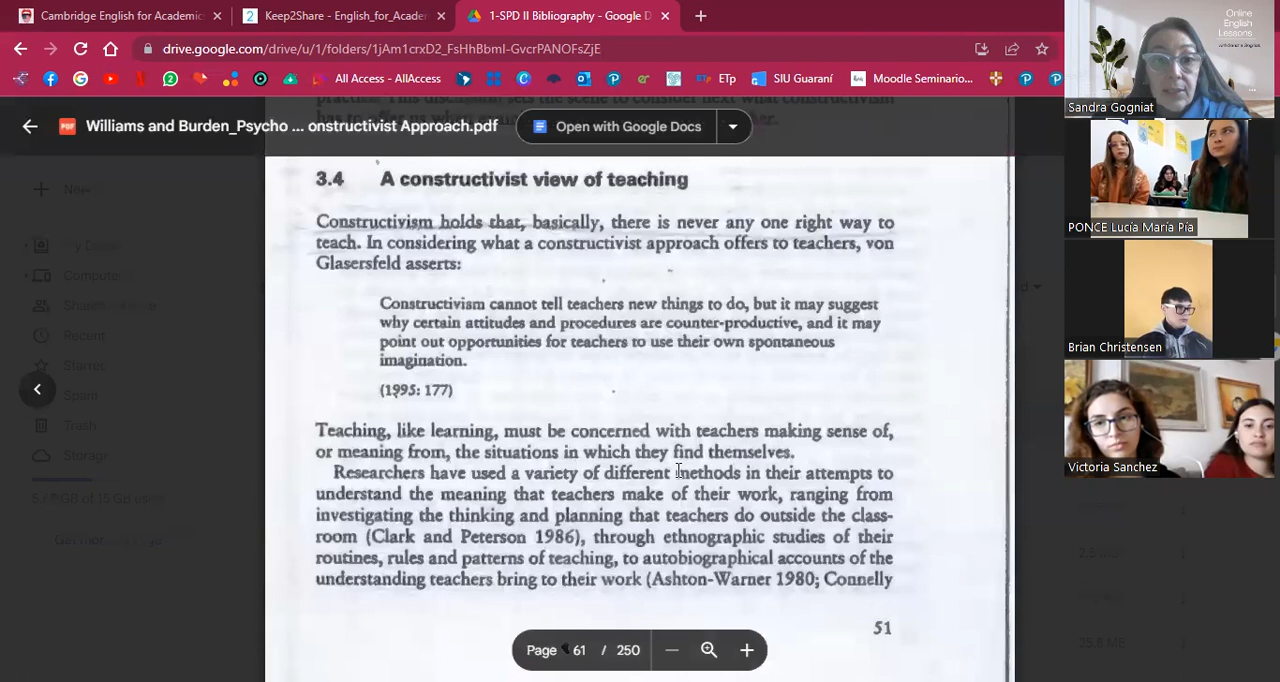 Cambridge English for Academic
Keep2Share - English_for_Acader
1-SPD II Bibliography - Google D
drive.google.com/drive/u/1/folders/1jAm1crxD2_FsHhBbmI-GvcrPANOFsZjE
All Access - AllAccess
ETp
SIU Guaraní
Moodle Seminario...
Williams and Burden_Psycho ... onstructivist Approach.pdf
Open with Google Docs
New
My Drive
Computers
Shared
Recent
Starred
Spam
Trash
Storage
GB of 15 GB used
3.4 A constructivist view of teaching
Constructivism holds that, basically, there is never any one right way to
teach. In considering what a constructivist approach offers to teachers, von
Glasersfeld asserts:
Constructivism cannot tell teachers new things to do, but it may suggest
why certain attitudes and procedures are counter-productive, and it may
point out opportunities for teachers to use their own spontaneous
imagination.
(1995: 177)
Teaching, like learning, must be concerned with teachers making sense of,
or meaning from, the situations in which they find themselves.
Researchers have used a variety of different methods in their attempts to
understand the meaning that teachers make of their work, ranging from
investigating the thinking and planning that teachers do outside the class-
room (Clark and Peterson 1986), through ethnographic studies of their
routines, rules and patterns of teaching, to autobiographical accounts of the
understanding teachers bring to their work (Ashton-Warner 1980; Connelly
51
Page 61 / 250
Online
English
Lessons
Sandra Gogniat
PONCE Lucía María Pía
Brian Christensen
Victoria Sanchez